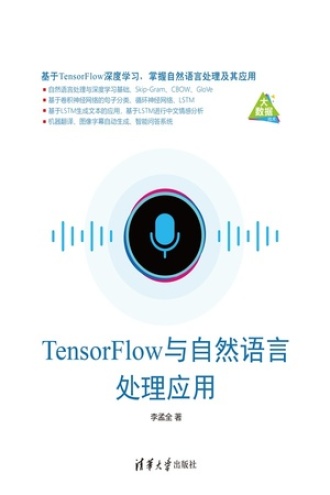 基于TensorFlow深度学习，掌握自然语言处理及其应用
自然语言处理与深度学习基础，Skip-Gram、CBOW、GloVe
基于卷积神经网络的句子分类，循环神经网络、LSTM
基于LSTM生成文本的应用，基于LSTM进行中文情感分析
机器翻译、图像字幕自动生成、智能问答系统
大
数据
TensorFlow与自然语言
处理应用
李孟全 著
清华大学出版社